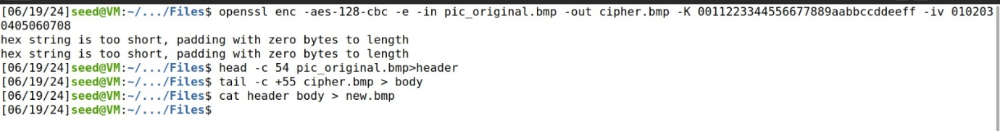 [06/19/24]seed@VM:~/.../Files$ openssl enc -aes-128-cbc -e -in pic_original.bmp -out cipher.bmp -K 0011223344556677889aabbccddeeff -iv 010203
0405060708
hex string is too short, padding with zero bytes to length
hex string is too short, padding with zero bytes to length
[06/19/24]seed@VM:~/.../Files$ head -c 54 pic_original.bmp>header
[06/19/24]seed@VM:~/.../Files$ tail -c +55 cipher.bmp > body
[06/19/24]seed@VM:~/.../Files$ cat header body > new.bmp
[06/19/24]seed@VM:~/.../Files$